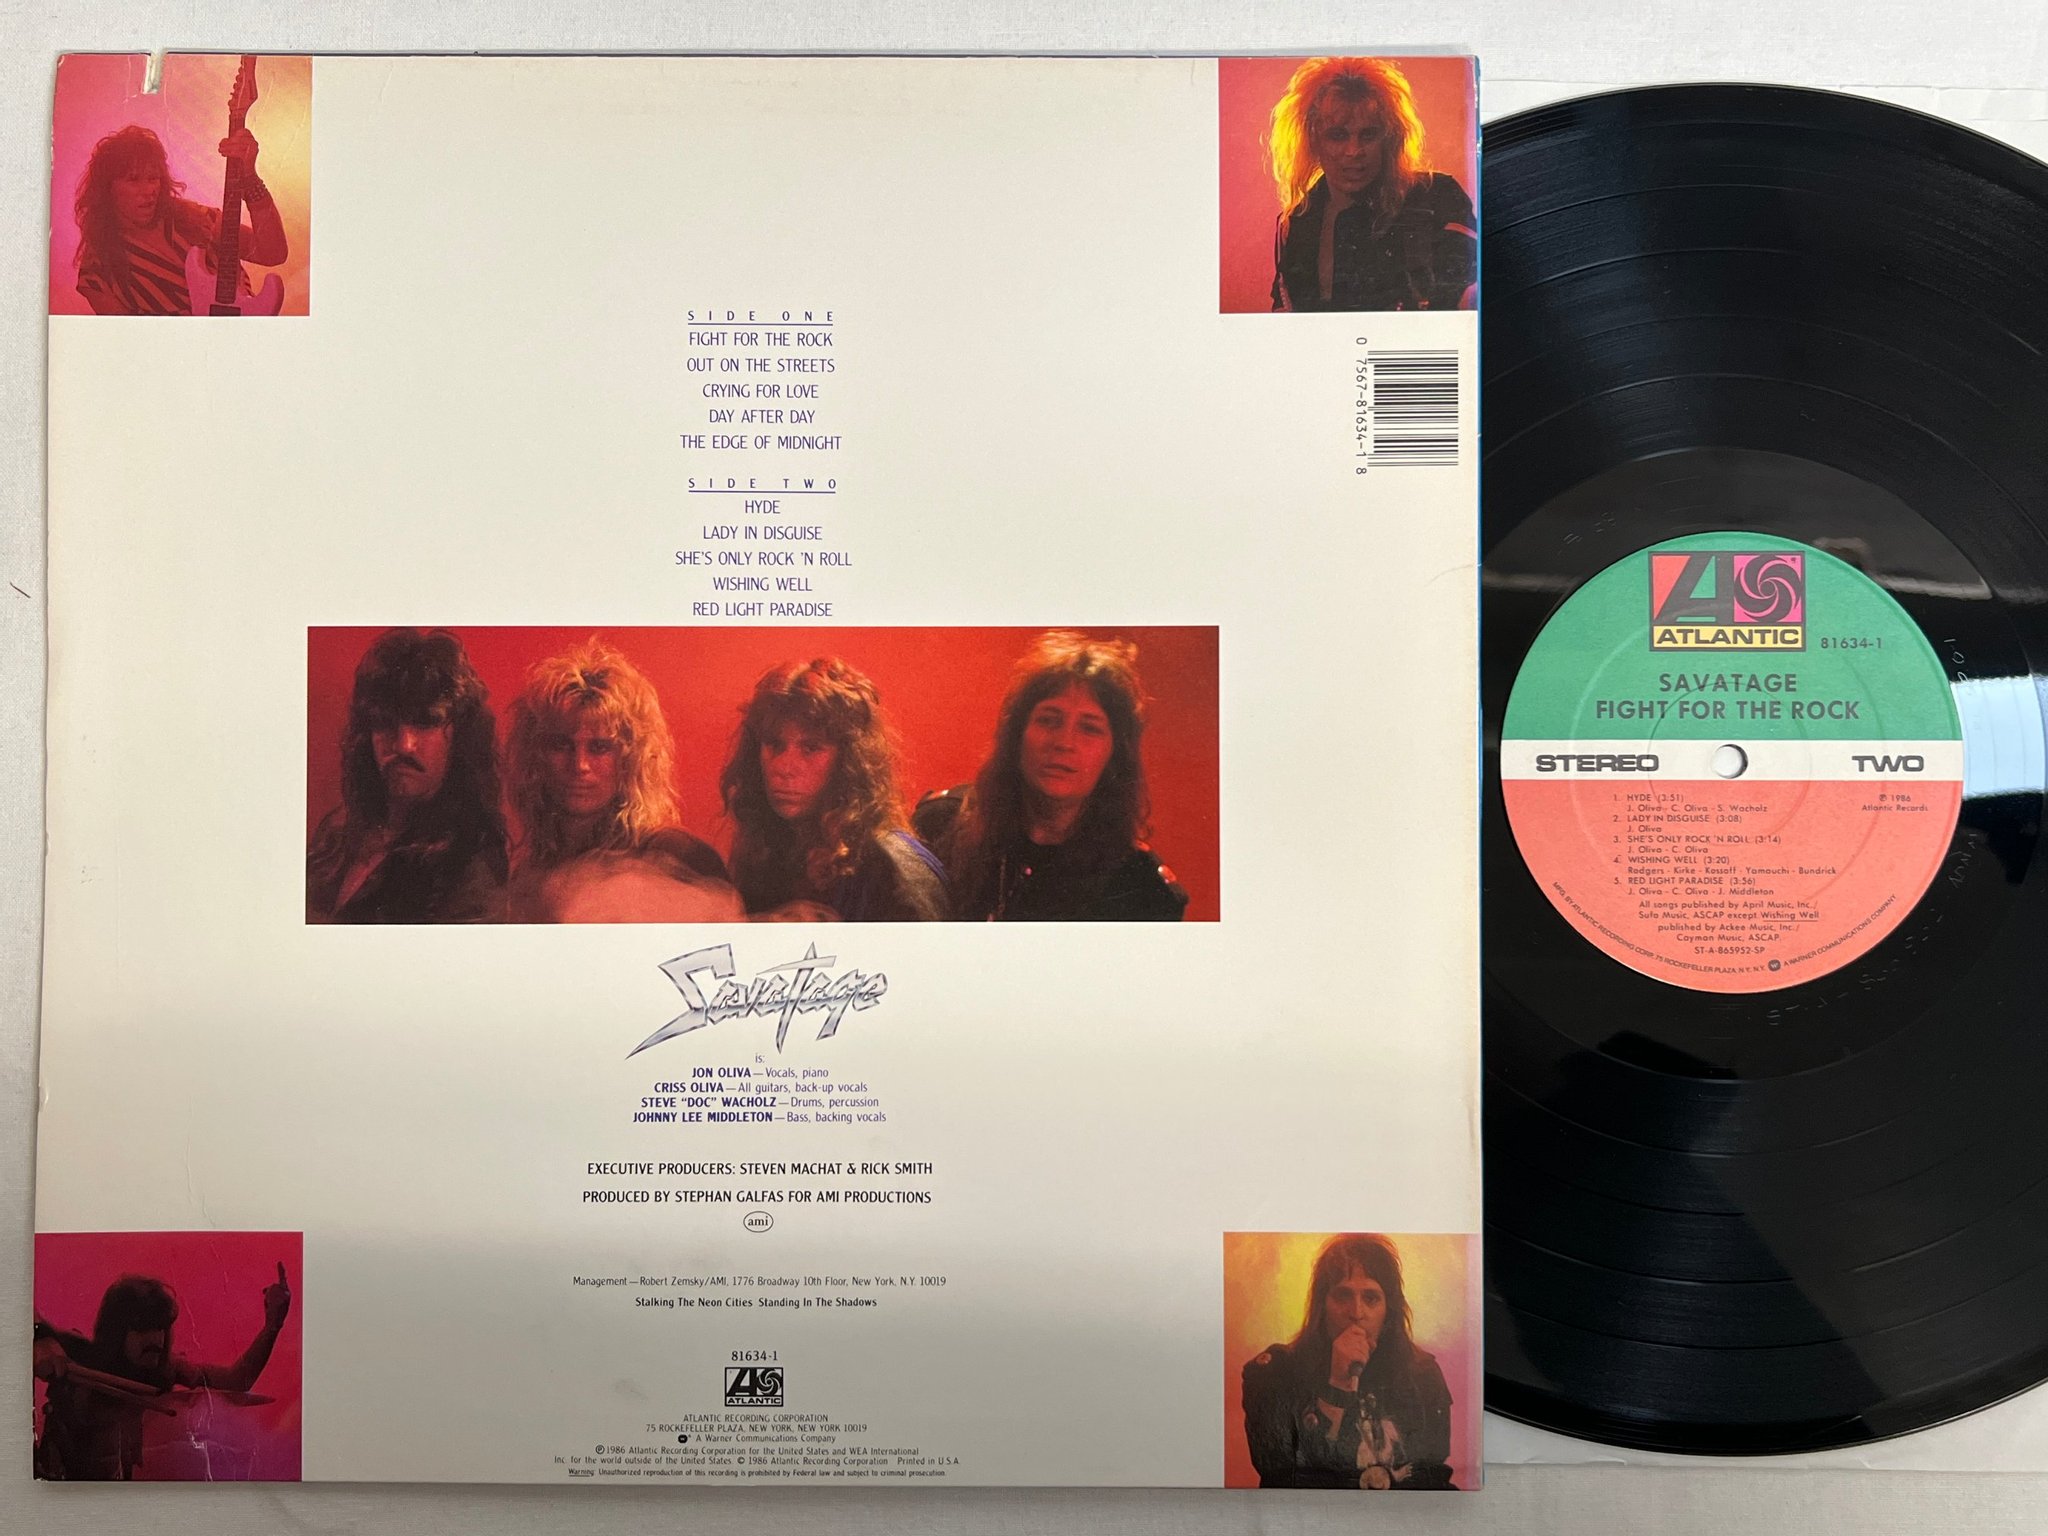 SIDE ONE
FIGHT FOR THE ROCK
OUT ON THE STREETS
CRYING FOR LOVE
DAY AFTER DAY
THE EDGE OF MIDNIGHT
SIDE TWO
HYDE
LADY IN DISGUISE
SHE'S ONLY ROCK 'N ROLL
WISHING WELL
RED LIGHT PARADISE
0 7567-81634-1 8
Savatage
is:
JON OLIVA—Vocals, piano
CRISS OLIVA—All guitars, back-up vocals
STEVE "DOC" WACHOLZ—Drums, percussion
JOHNNY LEE MIDDLETON—Bass, backing vocals
EXECUTIVE PRODUCERS: STEVEN MACHAT & RICK SMITH
PRODUCED BY STEPHAN GALFAS FOR AMI PRODUCTIONS
ami
Management—Robert Zemsky/AMI, 1776 Broadway 10th Floor, New York, N.Y. 10019
Stalking The Neon Cities Standing In The Shadows
81634-1
ATLANTIC
ATLANTIC RECORDING CORPORATION
75 ROCKEFELLER PLAZA, NEW YORK, NEW YORK 10019
A Warner Communications Company
℗1986 Atlantic Recording Corporation for the United States and WEA International
Inc. for the world outside of the United States. © 1986 Atlantic Recording Corporation Printed in U.S.A.
Warning: Unauthorized reproduction of this recording is prohibited by Federal law and subject to criminal prosecution.
ATLANTIC
81634-1
SAVATAGE
FIGHT FOR THE ROCK
STEREO TWO
℗ 1986
Atlantic Records
1. HYDE (3:51)
J. Oliva - C. Oliva - S. Wacholz
2. LADY IN DISGUISE (3:08)
J. Oliva
3. SHE'S ONLY ROCK 'N ROLL (3:14)
J. Oliva - C. Oliva
4. WISHING WELL (3:20)
Rodgers - Kirke - Kossoff - Yamauchi - Bundrick
5. RED LIGHT PARADISE (3:56)
J. Oliva - C. Oliva - J. Middleton
All songs published by April Music, Inc./
Sufa Music, ASCAP except Wishing Well
published by Ackee Music, Inc./
Cayman Music, ASCAP.
ST-A-865952-SP
MFG. BY ATLANTIC RECORDING CORP., 75 ROCKEFELLER PLAZA, N.Y. N.Y. A WARNER COMMUNICATIONS COMPANY